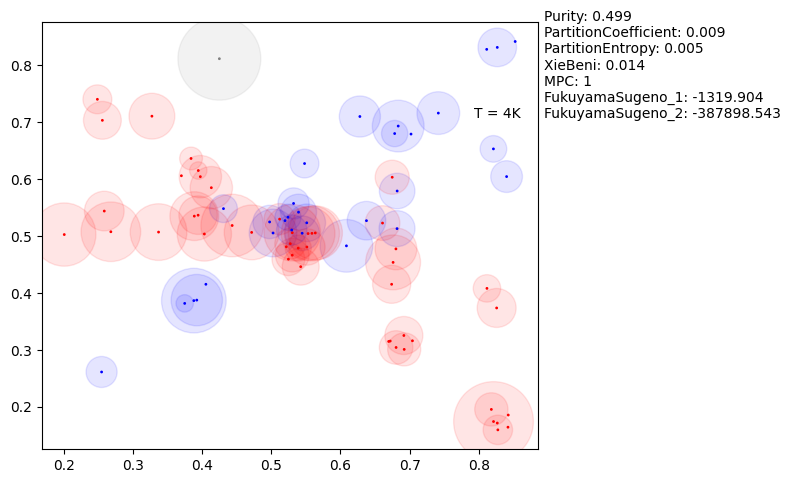 Purity: 0.499
PartitionCoefficient: 0.009
PartitionEntropy: 0.005
XieBeni: 0.014
MPC: 1
FukuyamaSugeno_1: -1319.904
FukuyamaSugeno_2: -387898.543
T = 4K
0.8
0.7
0.6
0.5
0.4
0.3
0.2
0.2 0.3 0.4 0.5 0.6 0.7 0.8